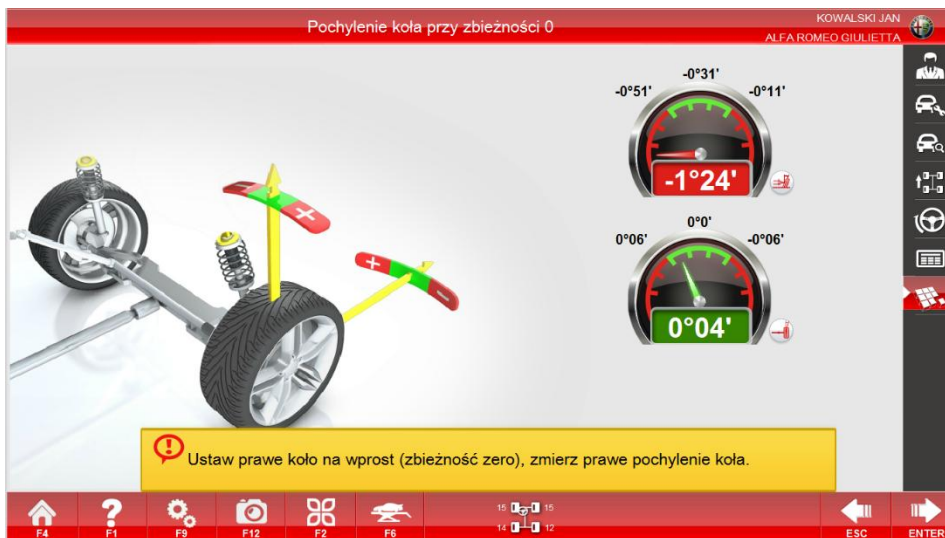 Pochylenie koła przy zbieżności 0
KOWALSKI JAN
ALFA ROMEO GIULIETTA
-0°31'
-0°51'
-0°11'
-1°24'
0°0'
0°06'
-0°06'
0°04'
Ustaw prawe koło na wprost (zbieżność zero), zmierz prawe pochylenie koła.
15 15
14 12
F4
F1
F9
F12
F2
F6
ESC
ENTER